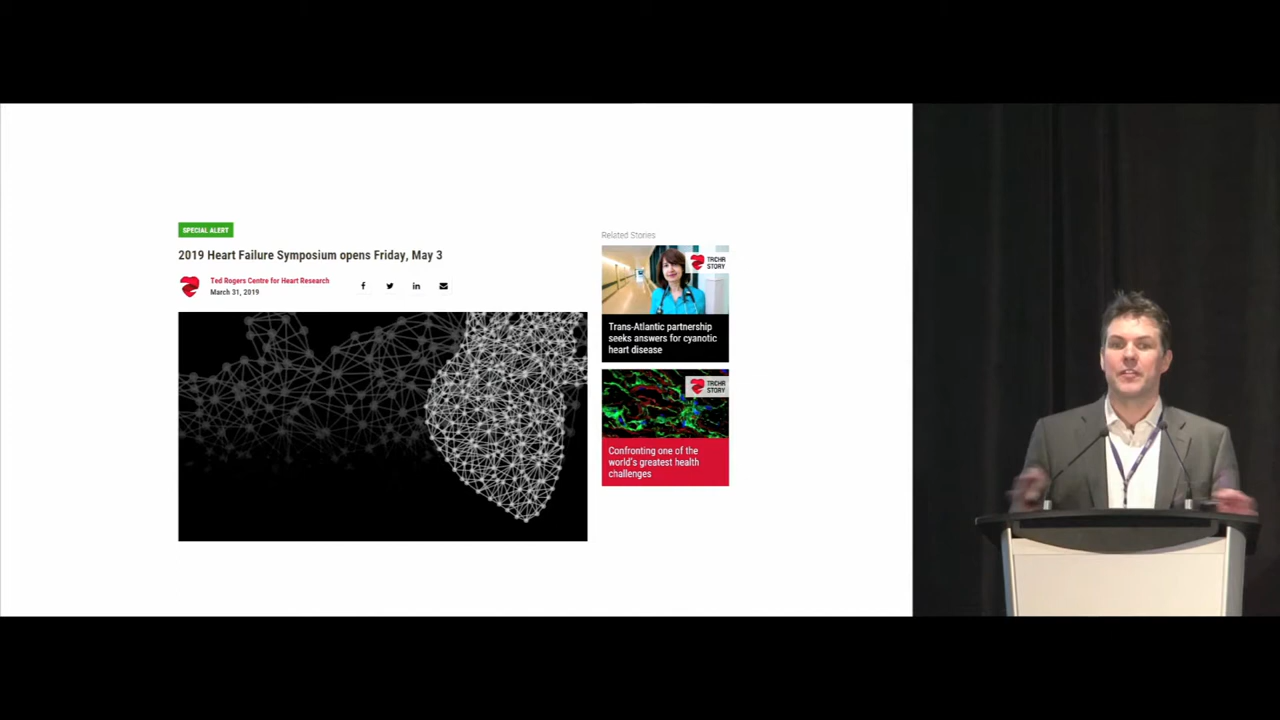 SPECIAL ALERT
2019 Heart Failure Symposium opens Friday, May 3
Ted Rogers Centre for Heart Research
March 31, 2019
Related Stories
TRCHR
STORY
Trans-Atlantic partnership
seeks answers for cyanotic
heart disease
TRCHR
STORY
Confronting one of the
world's greatest health
challenges